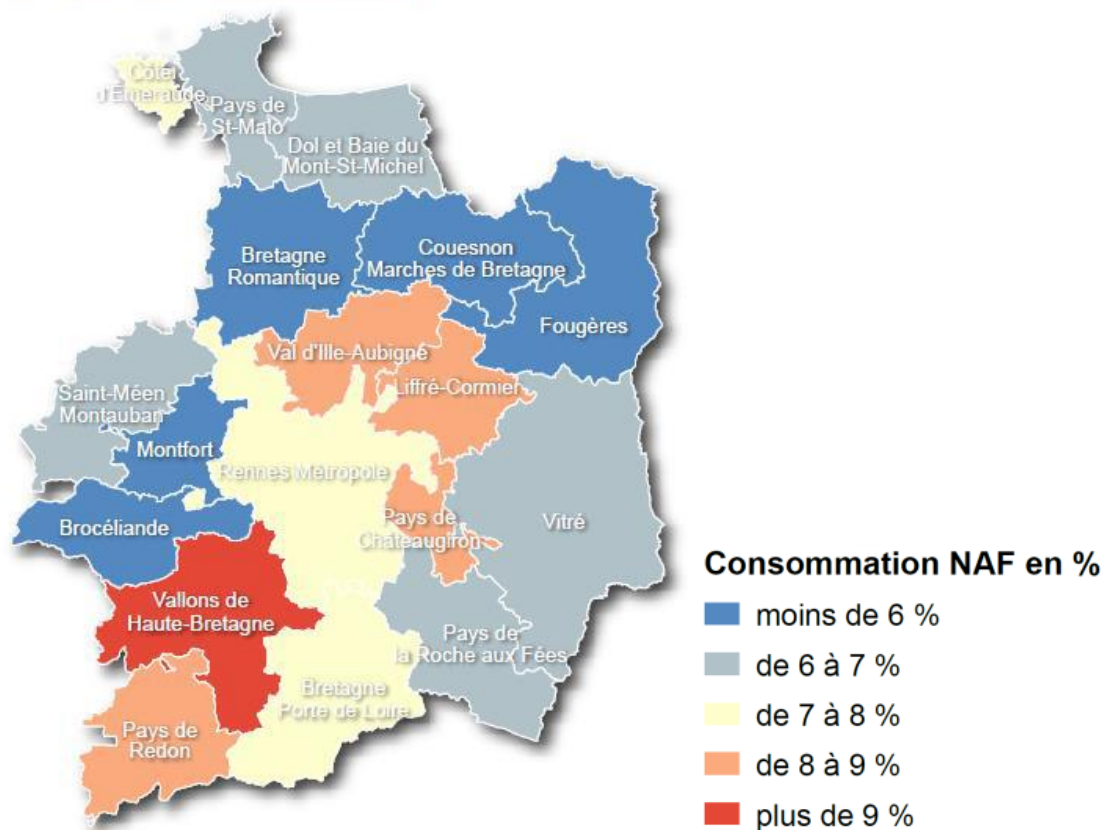 Côte
d'Émeraude
Pays de
St-Malo
Dol et Baie du
Mont-St-Michel
Bretagne
Romantique
Couesnon
Marches de Bretagne
Fougères
Val d'Ille-Aubigné
Liffré-Cormier
Saint-Méen
Montauban
Montfort
Rennes Métropole
Brocéliande
Pays de
Châteaugiron
Vitré
Vallons de
Haute-Bretagne
Pays de
la Roche aux Fées
Bretagne
Porte de Loire
Pays de
Redon
Consommation NAF en %
moins de 6 %
de 6 à 7 %
de 7 à 8 %
de 8 à 9 %
plus de 9 %